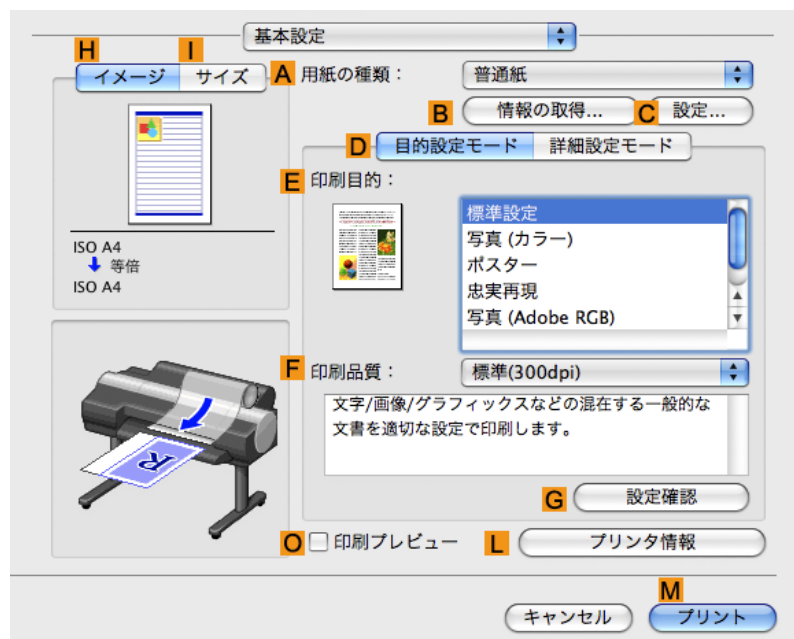 基本設定
H I
イメージ サイズ
A 用紙の種類： 普通紙
B 情報の取得... C 設定...
D 目的設定モード 詳細設定モード
E 印刷目的：
標準設定
写真 (カラー)
ポスター
忠実再現
写真 (Adobe RGB)
ISO A4
等倍
ISO A4
F 印刷品質： 標準(300dpi)
文字/画像/グラフィックスなどの混在する一般的な
文書を適切な設定で印刷します。
R
G 設定確認
O 印刷プレビュー L プリンタ情報
M
キャンセル プリント